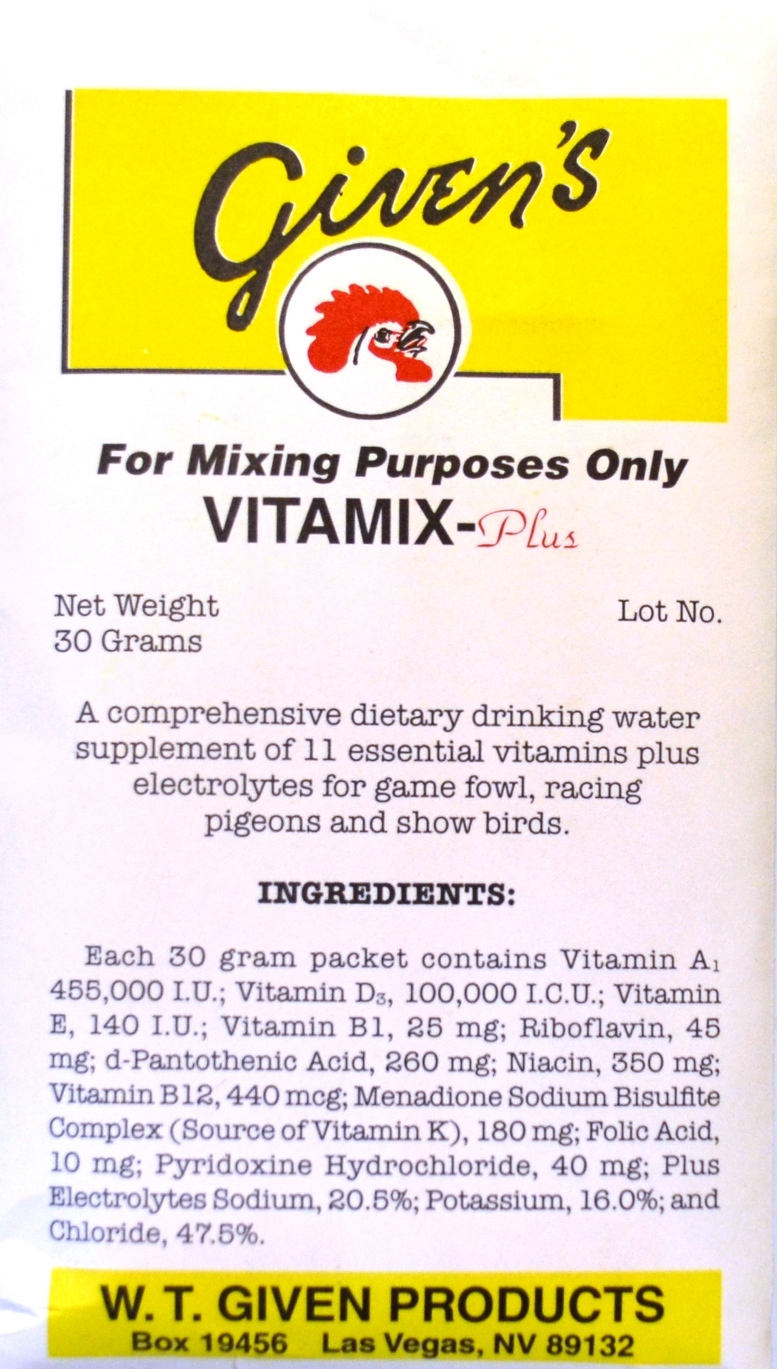 Given's
For Mixing Purposes Only
VITAMIX-Plus
Net Weight
30 Grams
Lot No.
A comprehensive dietary drinking water
supplement of 11 essential vitamins plus
electrolytes for game fowl, racing
pigeons and show birds.
INGREDIENTS:
Each 30 gram packet contains Vitamin A₁
455,000 I.U.; Vitamin D₃, 100,000 I.C.U.; Vitamin
E, 140 I.U.; Vitamin B1, 25 mg; Riboflavin, 45
mg; d-Pantothenic Acid, 260 mg; Niacin, 350 mg;
Vitamin B12, 440 mcg; Menadione Sodium Bisulfite
Complex (Source of Vitamin K), 180 mg; Folic Acid,
10 mg; Pyridoxine Hydrochloride, 40 mg; Plus
Electrolytes Sodium, 20.5%; Potassium, 16.0%; and
Chloride, 47.5%.
W. T. GIVEN PRODUCTS
Box 19456 Las Vegas, NV 89132